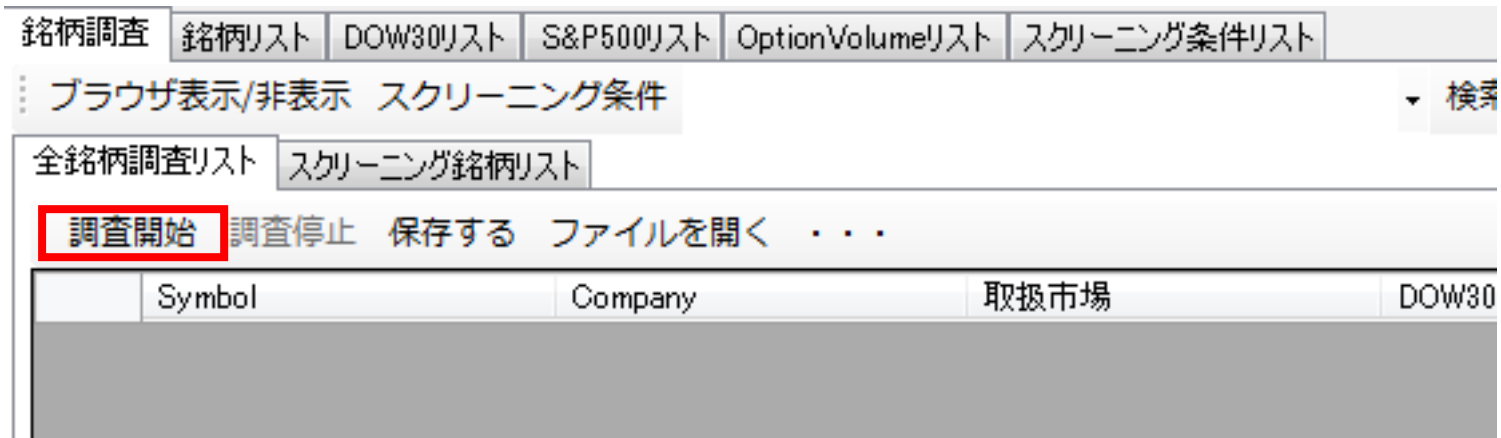 銘柄調査 銘柄リスト DOW30リスト S&P500リスト OptionVolumeリスト スクリーニング条件リスト
ブラウザ表示/非表示 スクリーニング条件 検索
全銘柄調査リスト スクリーニング銘柄リスト
調査開始 調査停止 保存する ファイルを開く ・・・
Symbol Company 取扱市場 DOW30